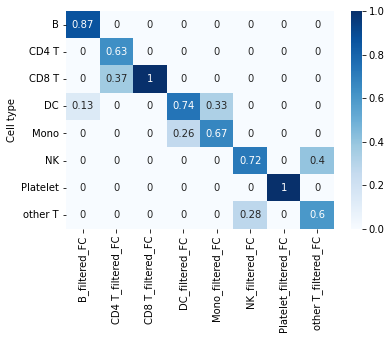 B 0.87 0 0 0 0 0 0 0
CD4 T 0 0.63 0 0 0 0 0 0
CD8 T 0 0.37 1 0 0 0 0 0
DC 0.13 0 0 0.74 0.33 0 0 0
Mono 0 0 0 0.26 0.67 0 0 0
NK 0 0 0 0 0 0.72 0 0.4
Platelet 0 0 0 0 0 0 1 0
other T 0 0 0 0 0 0.28 0 0.6
Cell type
B_filtered_FC
CD4 T_filtered_FC
CD8 T_filtered_FC
DC_filtered_FC
Mono_filtered_FC
NK_filtered_FC
Platelet_filtered_FC
other T_filtered_FC
1.0
0.8
0.6
0.4
0.2
0.0